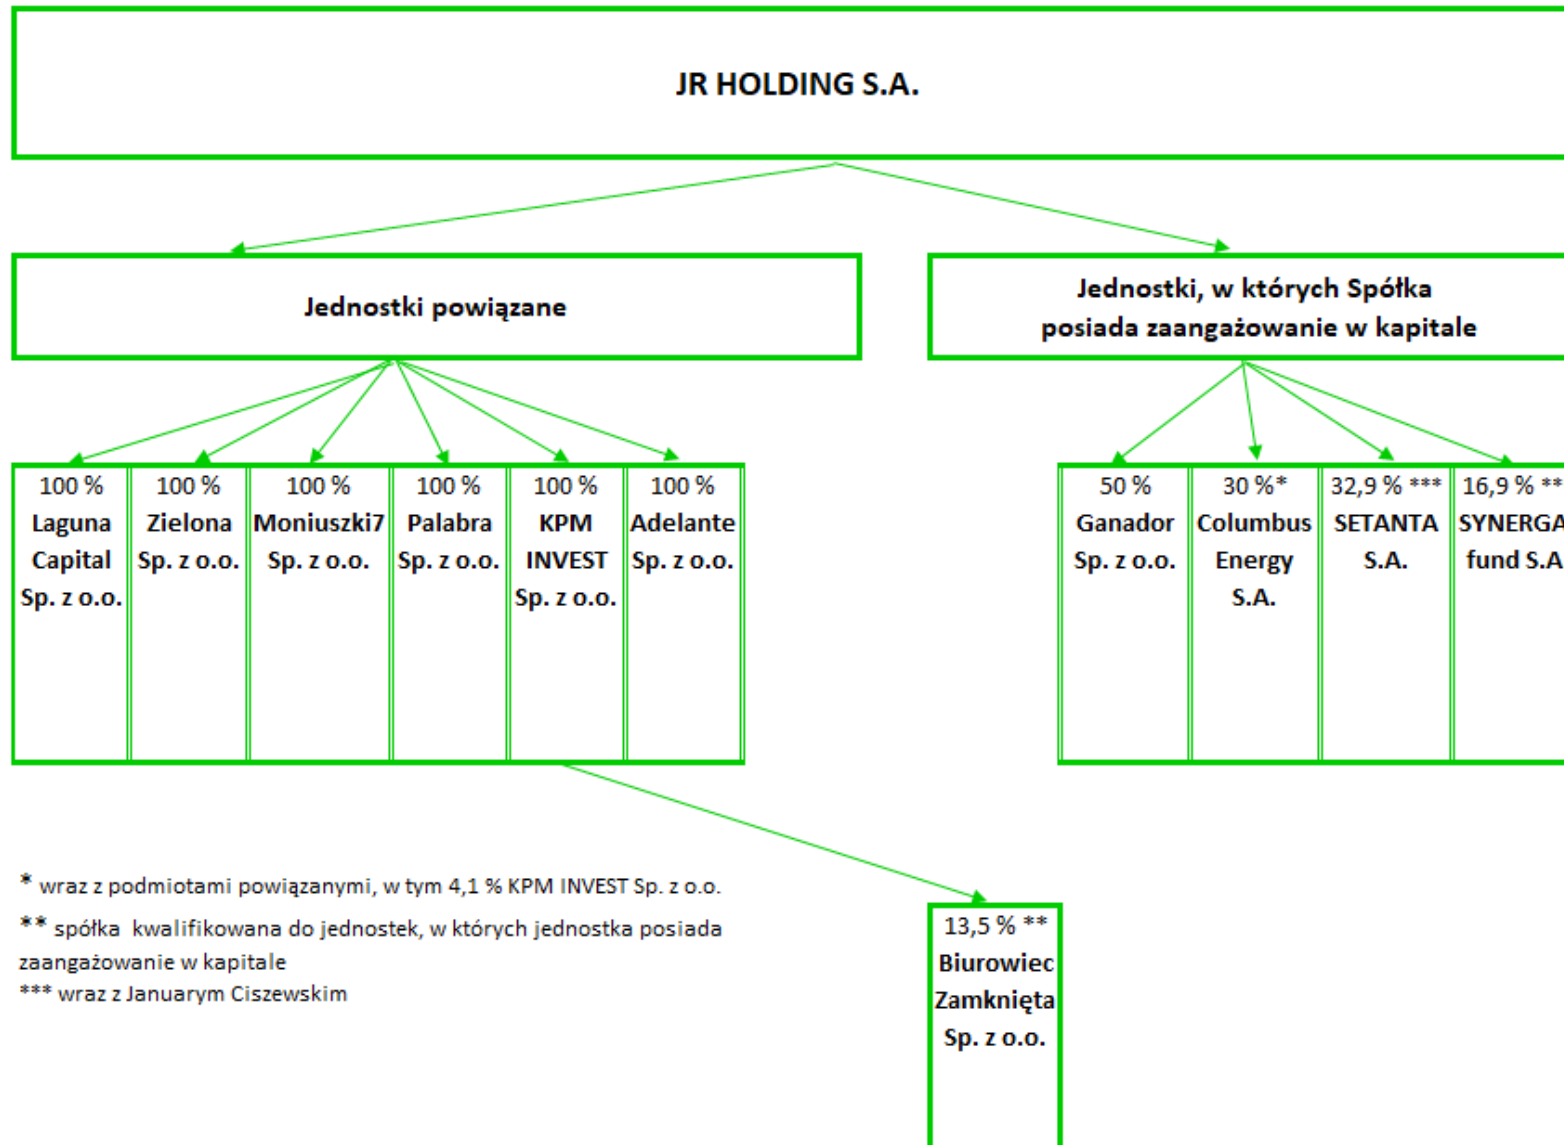 JR HOLDING S.A.
Jednostki powiązane
Jednostki, w których Spółka
posiada zaangażowanie w kapitale
100 %
Laguna
Capital
Sp. z o.o.
100 %
Zielona
Sp. z o.o.
100 %
Moniuszki7
Sp. z o.o.
100 %
Palabra
Sp. z o.o.
100 %
KPM
INVEST
Sp. z o.o.
100 %
Adelante
Sp. z o.o.
50 %
Ganador
Sp. z o.o.
30 %*
Columbus
Energy
S.A.
32,9 % ***
SETANTA
S.A.
16,9 % **
SYNERGA
fund S.A
* wraz z podmiotami powiązanymi, w tym 4,1 % KPM INVEST Sp. z o.o.
** spółka kwalifikowana do jednostek, w których jednostka posiada
zaangażowanie w kapitale
*** wraz z Januarym Ciszewskim
13,5 % **
Biurowiec
Zamknięta
Sp. z o.o.